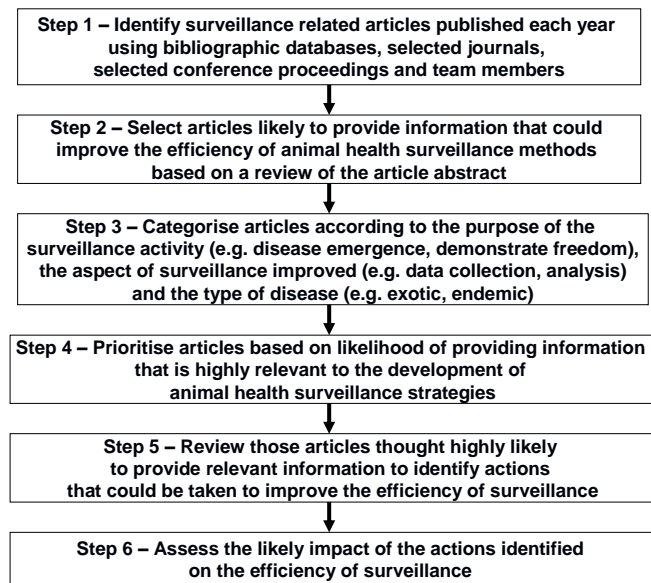 Step 1 – Identify surveillance related articles published each year
using bibliographic databases, selected journals,
selected conference proceedings and team members
Step 2 – Select articles likely to provide information that could
improve the efficiency of animal health surveillance methods
based on a review of the article abstract
Step 3 – Categorise articles according to the purpose of the
surveillance activity (e.g. disease emergence, demonstrate freedom),
the aspect of surveillance improved (e.g. data collection, analysis)
and the type of disease (e.g. exotic, endemic)
Step 4 – Prioritise articles based on likelihood of providing information
that is highly relevant to the development of
animal health surveillance strategies
Step 5 – Review those articles thought highly likely
to provide relevant information to identify actions
that could be taken to improve the efficiency of surveillance
Step 6 – Assess the likely impact of the actions identified
on the efficiency of surveillance